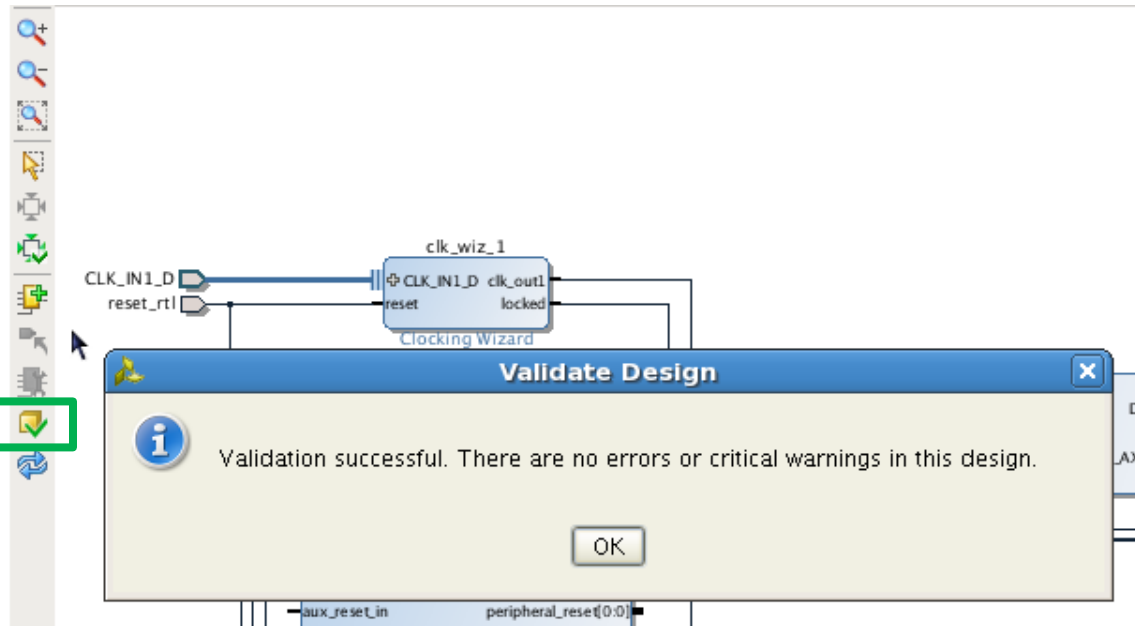 clk_wiz_1
CLK_IN1_D
CLK_IN1_D clk_out1
reset_rtl
reset locked
Clocking Wizard
Validate Design
Validation successful. There are no errors or critical warnings in this design.
OK
aux_reset_in peripheral_reset[0:0]